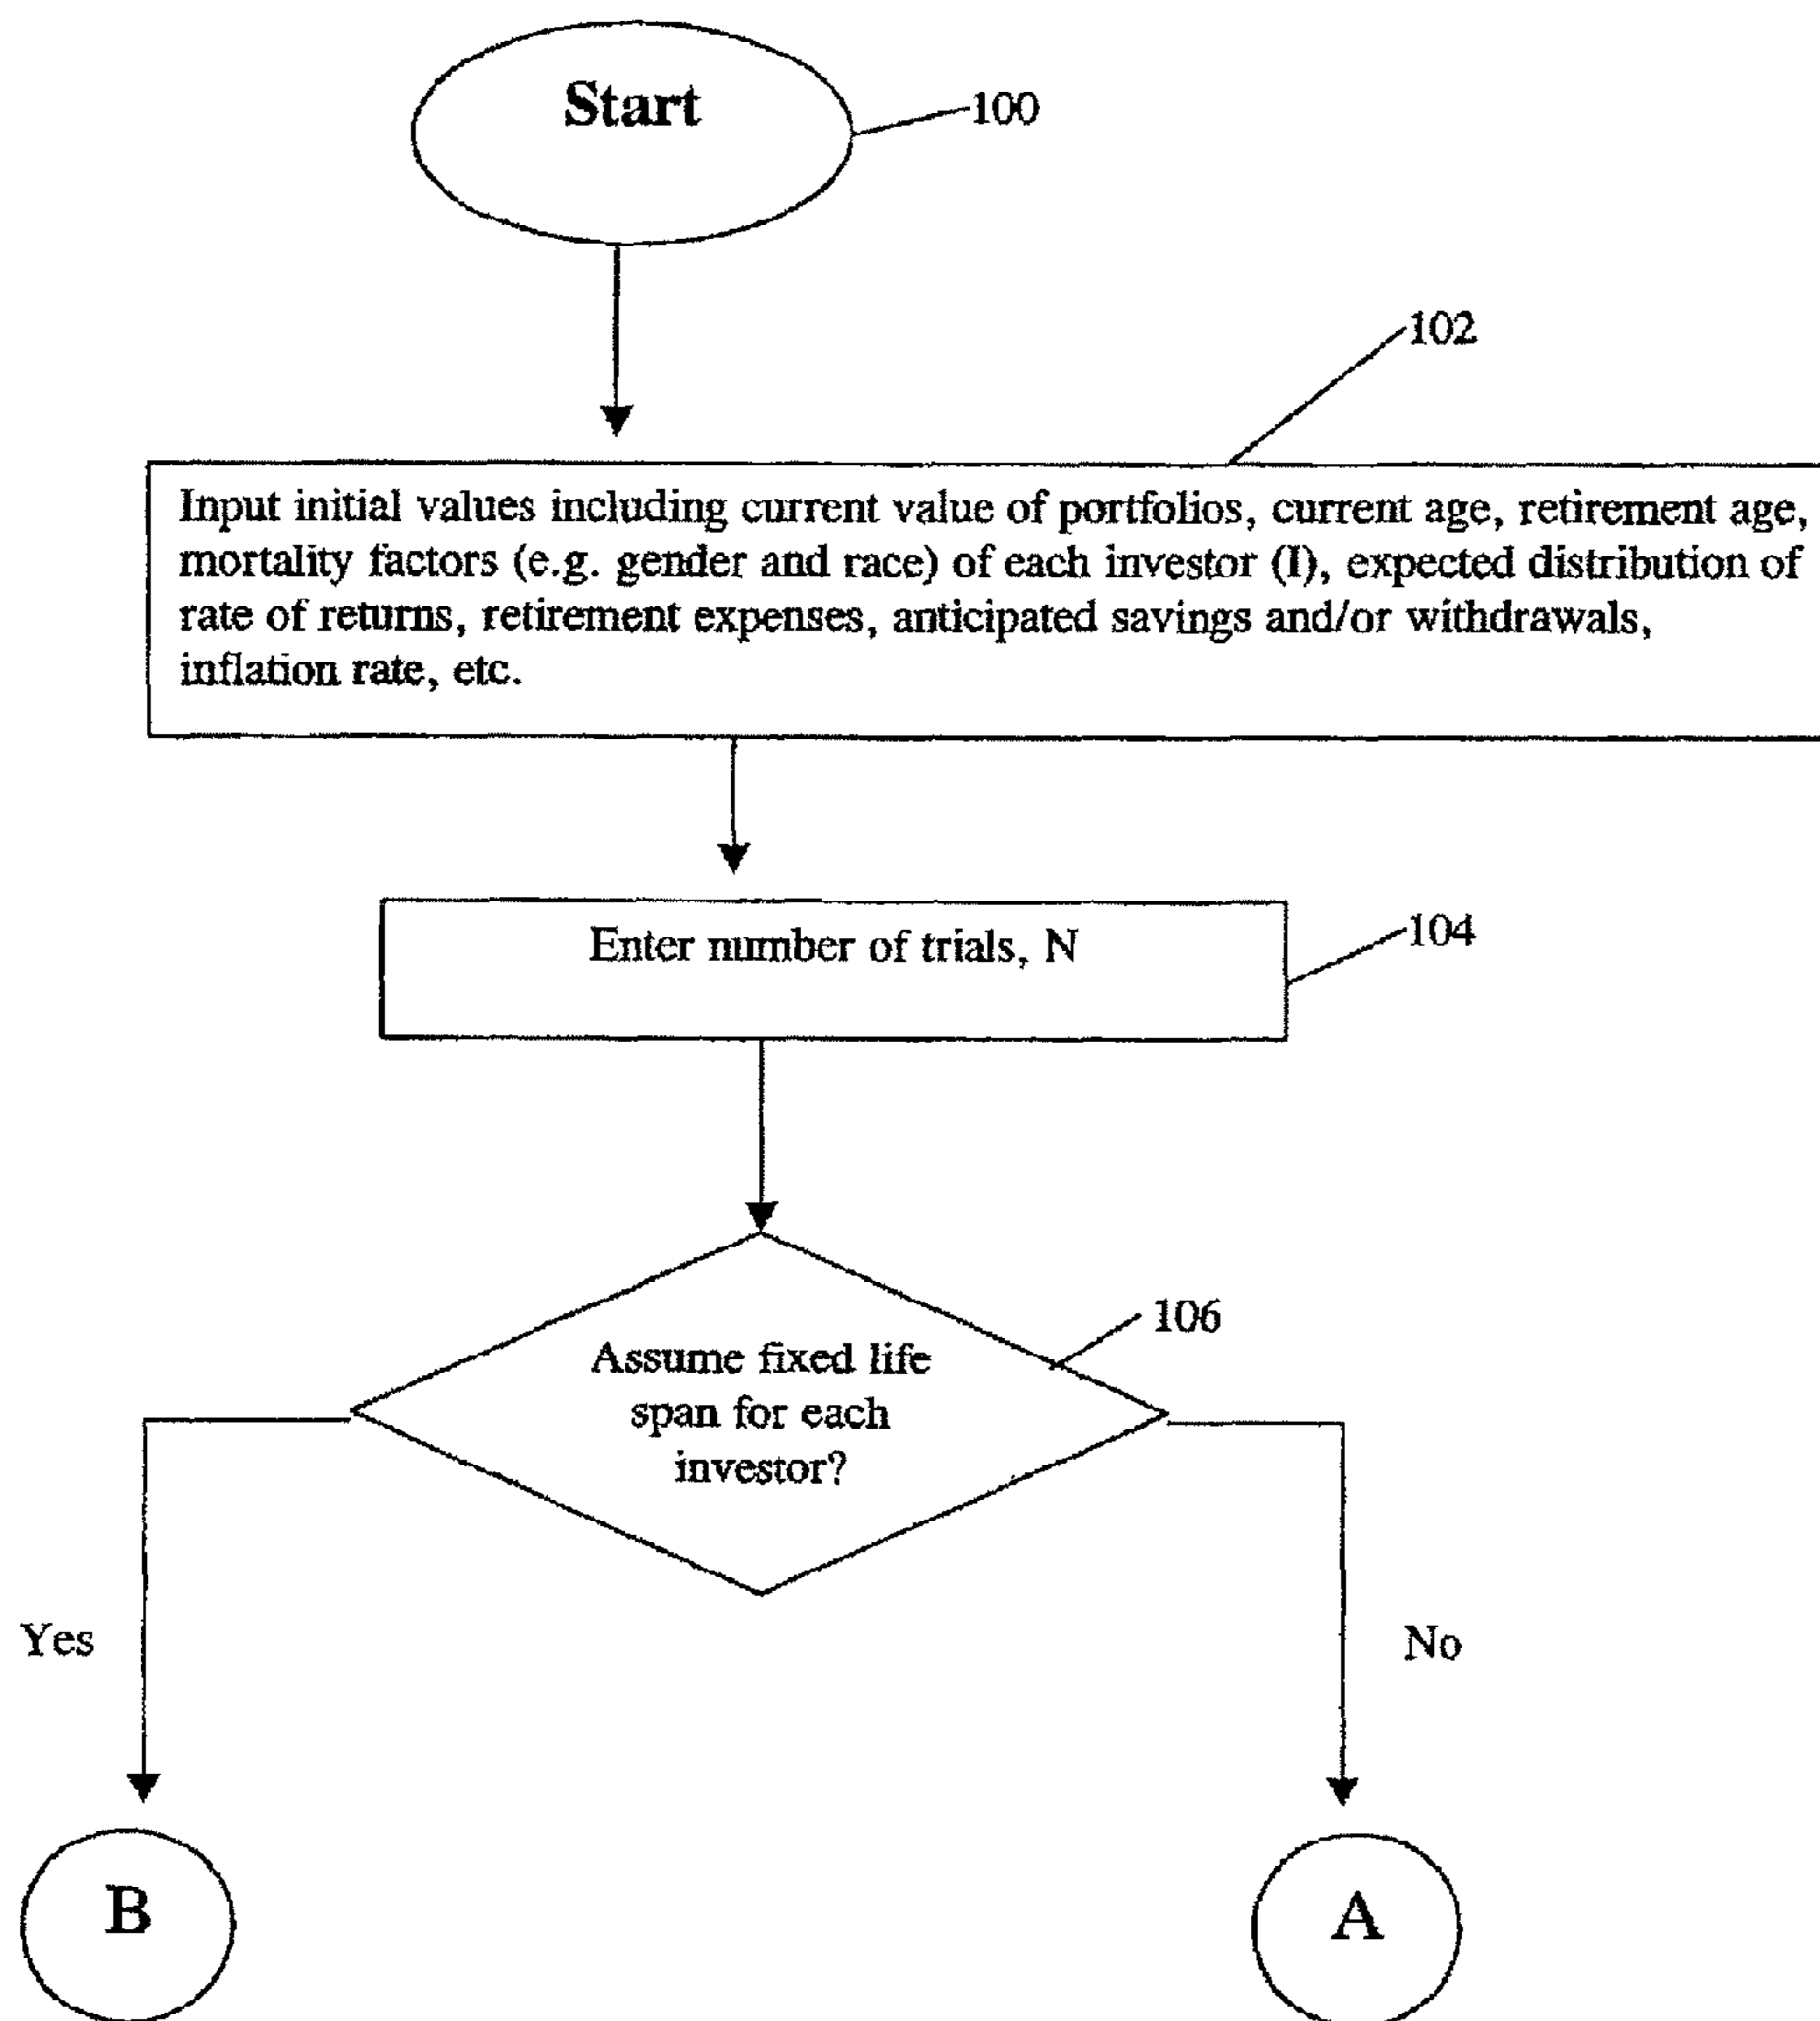 Start
100
102
Input initial values including current value of portfolios, current age, retirement age,
mortality factors (e.g. gender and race) of each investor (I), expected distribution of
rate of returns, retirement expenses, anticipated savings and/or withdrawals,
inflation rate, etc.
Enter number of trials, N
104
106
Assume fixed life
span for each
investor?
Yes
No
B
A